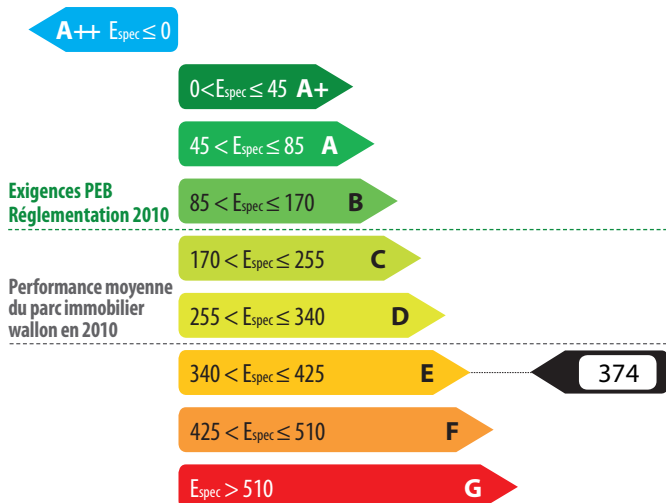 A++ Espec ≤ 0
0 < Espec ≤ 45 A+
45 < Espec ≤ 85 A
Exigences PEB
Réglementation 2010
85 < Espec ≤ 170 B
170 < Espec ≤ 255 C
Performance moyenne
du parc immobilier
wallon en 2010
255 < Espec ≤ 340 D
340 < Espec ≤ 425 E
374
425 < Espec ≤ 510 F
Espec > 510 G